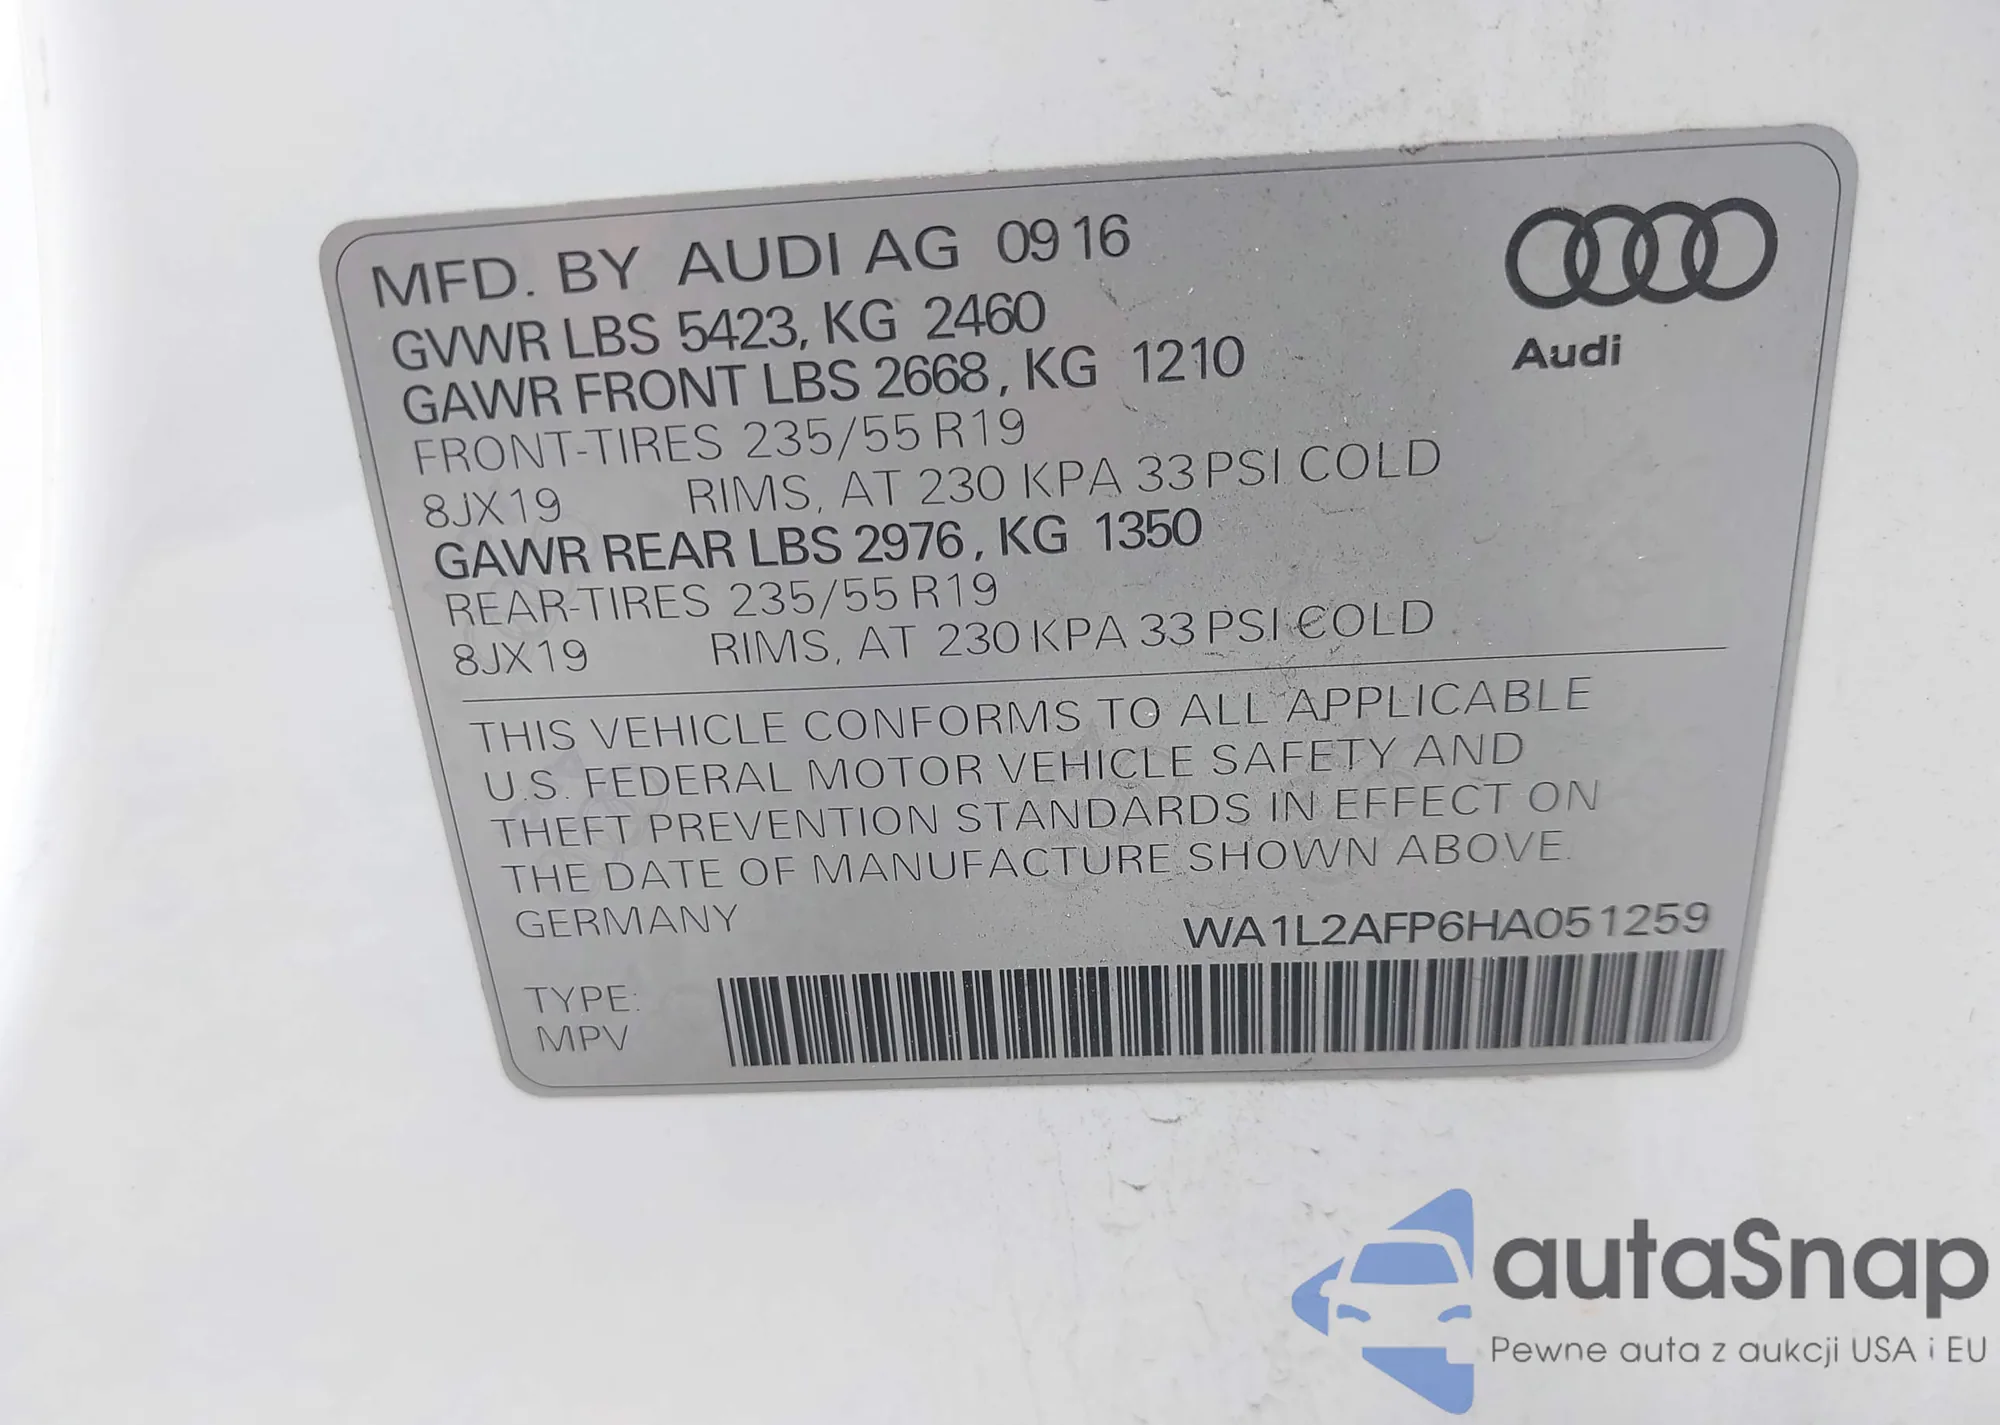 MFD. BY AUDI AG 09 16
GVWR LBS 5423, KG 2460
GAWR FRONT LBS 2668, KG 1210
FRONT-TIRES 235/55 R19
8JX19 RIMS, AT 230 KPA 33 PSI COLD
GAWR REAR LBS 2976, KG 1350
REAR-TIRES 235/55 R19
8JX19 RIMS, AT 230 KPA 33 PSI COLD
Audi
THIS VEHICLE CONFORMS TO ALL APPLICABLE
U.S. FEDERAL MOTOR VEHICLE SAFETY AND
THEFT PREVENTION STANDARDS IN EFFECT ON
THE DATE OF MANUFACTURE SHOWN ABOVE.
GERMANY WA1L2AFP6HA051259
TYPE:
MPV
autaSnap
Pewne auta z aukcji USA i EU